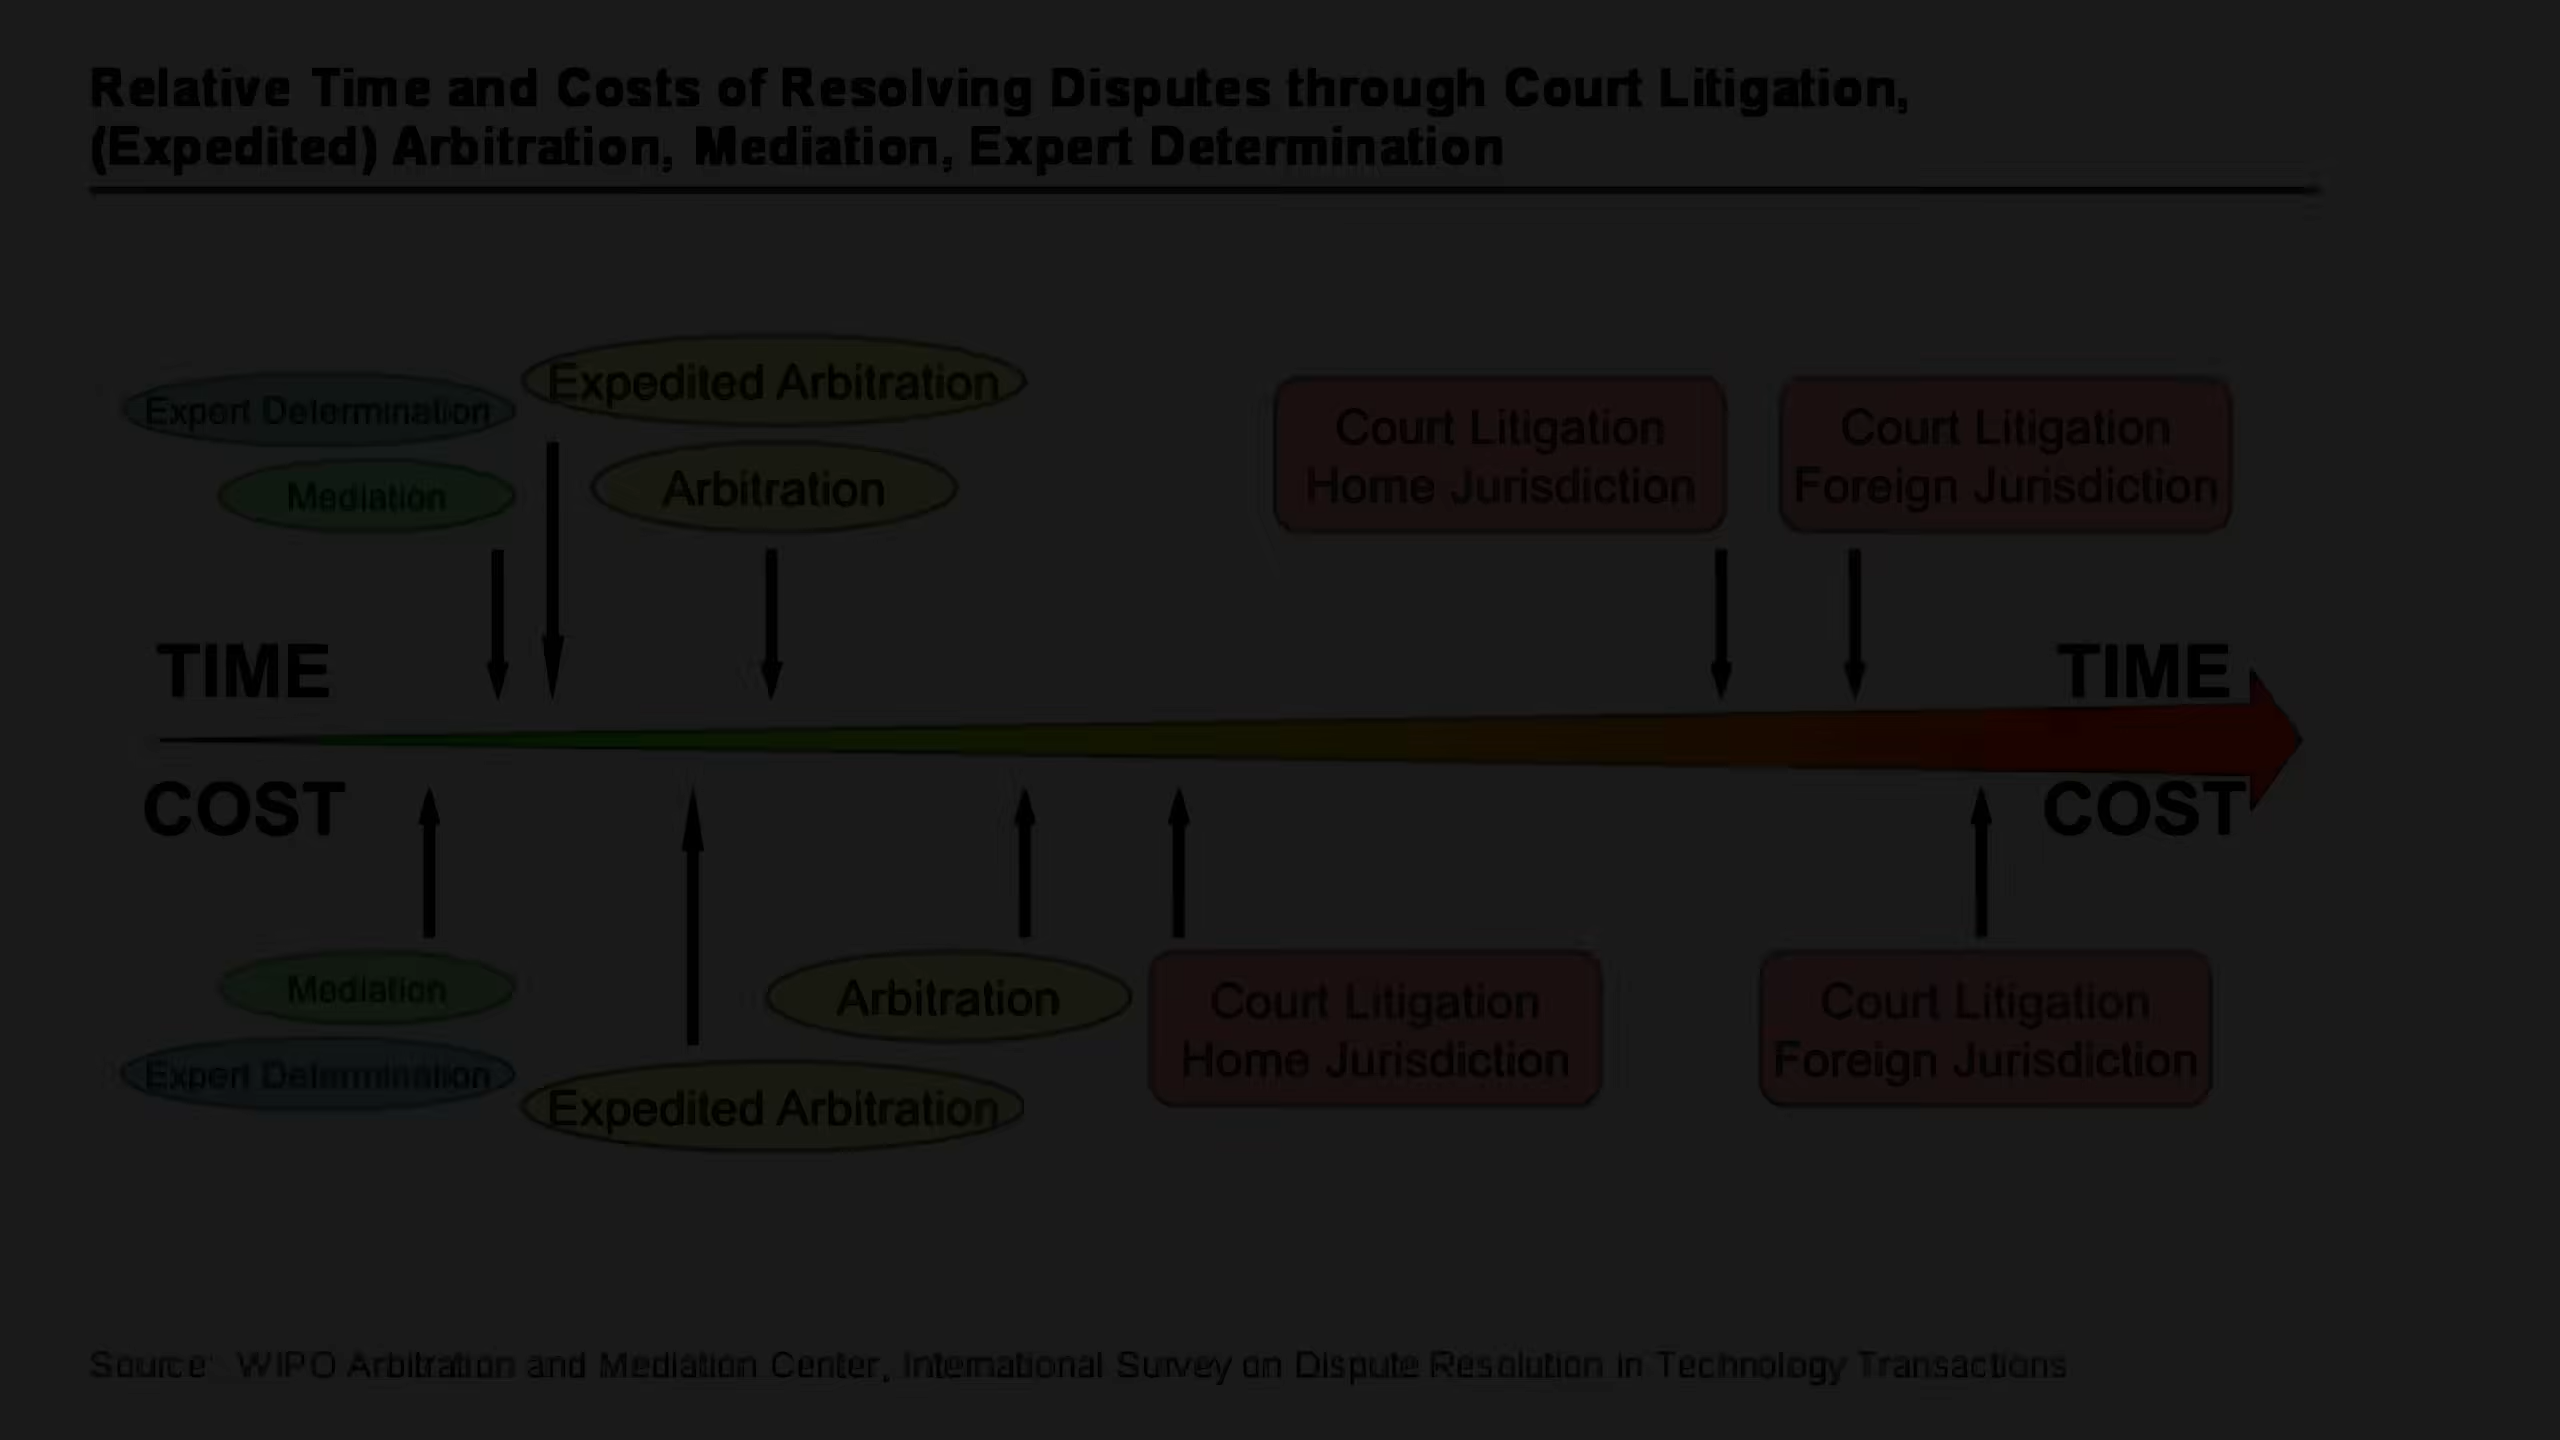 Relative Time and Costs of Resolving Disputes through Court Litigation,
(Expedited) Arbitration, Mediation, Expert Determination
Expert Determination
Mediation
Expedited Arbitration
Arbitration
Court Litigation
Home Jurisdiction
Court Litigation
Foreign Jurisdiction
TIME
TIME
COST
COST
Mediation
Expert Determination
Expedited Arbitration
Arbitration
Court Litigation
Home Jurisdiction
Court Litigation
Foreign Jurisdiction
Source: WIPO Arbitration and Mediation Center, International Survey on Dispute Resolution in Technology Transactions